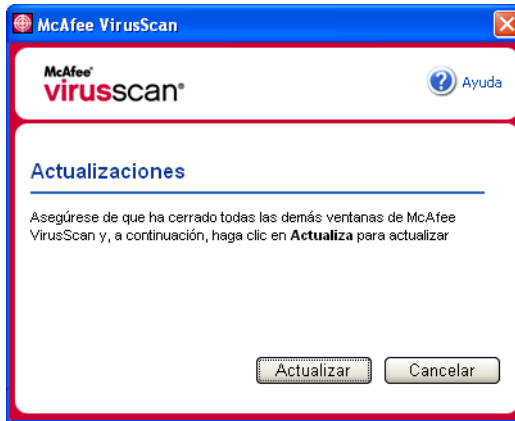 McAfee VirusScan
McAfee®
virusscan®
? Ayuda
Actualizaciones
Asegúrese de que ha cerrado todas las demás ventanas de McAfee
VirusScan y, a continuación, haga clic en Actualiza para actualizar
Actualizar Cancelar